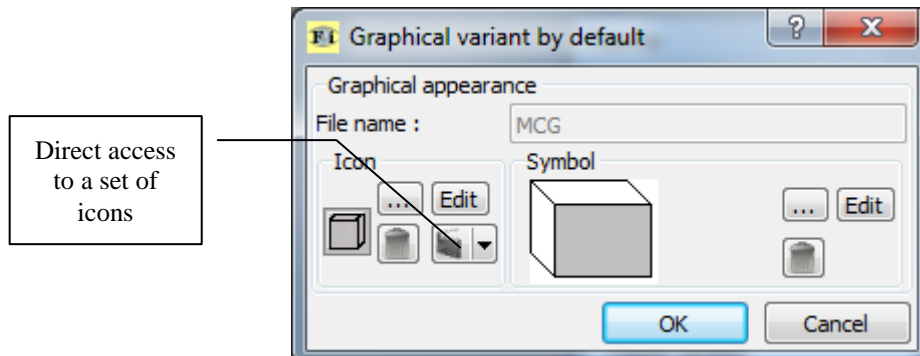 Fi Graphical variant by default ? X
Graphical appearance
File name :
MCG
Direct access
to a set of
icons
Icon
... Edit
Symbol
... Edit
OK
Cancel